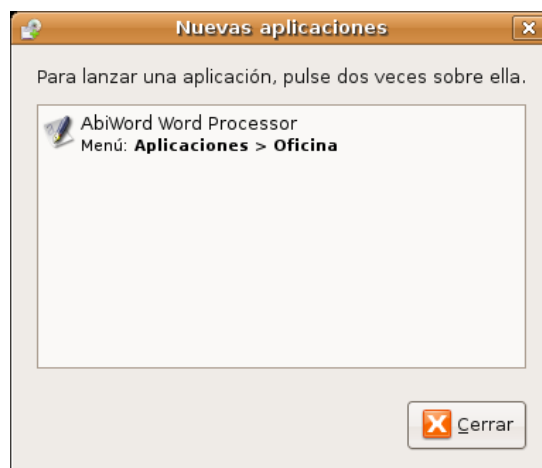 Nuevas aplicaciones
Para lanzar una aplicación, pulse dos veces sobre ella.
AbiWord Word Processor
Menú: Aplicaciones > Oficina
Cerrar